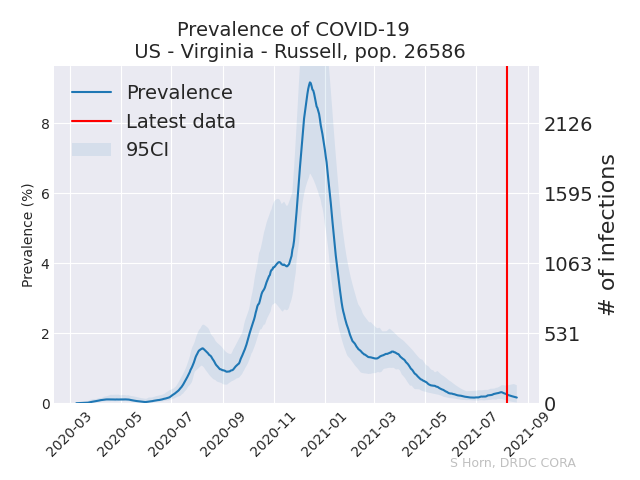 Prevalence of COVID-19
US - Virginia - Russell, pop. 26586
Prevalence
Latest data
95CI
Prevalence (%)
8
6
4
2
0
2126
1595
1063
531
0
# of infections
2020-03
2020-05
2020-07
2020-09
2020-11
2021-01
2021-03
2021-05
2021-07
2021-09
S Horn, DRDC CORA